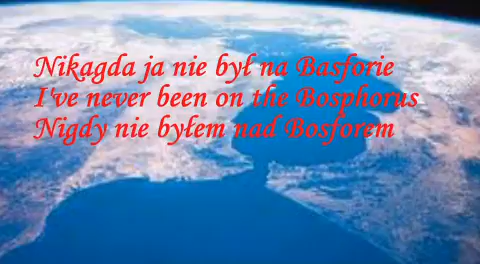 Nikagda ja nie był na Basforie
I've never been on the Bosphorus
Nigdy nie byłem nad Bosforem